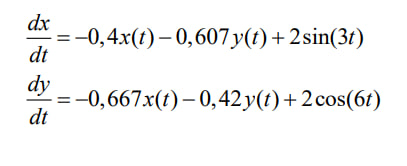 dx/dt = −0,4x(t) − 0,607y(t) + 2sin(3t)
dy/dt = −0,667x(t) − 0,42y(t) + 2cos(6t)